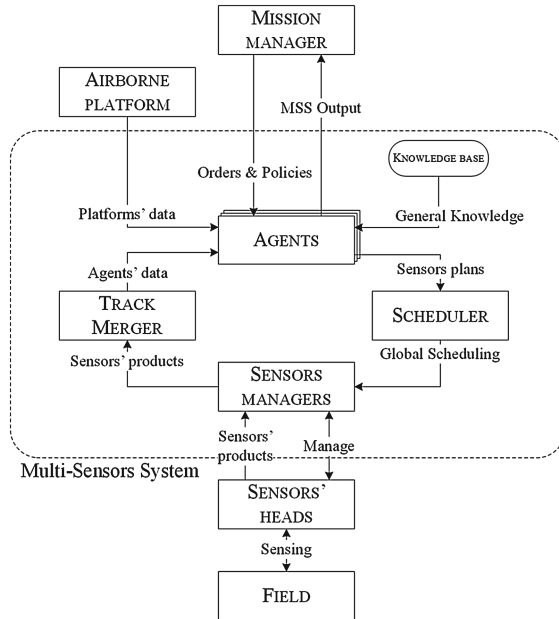 MISSION
MANAGER
AIRBORNE
PLATFORM
MSS Output
KNOWLEDGE BASE
Orders & Policies
Platforms' data
General Knowledge
AGENTS
Agents' data
Sensors plans
TRACK
MERGER
SCHEDULER
Sensors' products
Global Scheduling
SENSORS
MANAGERS
Sensors'
products
Manage
Multi-Sensors System
SENSORS'
HEADS
Sensing
FIELD